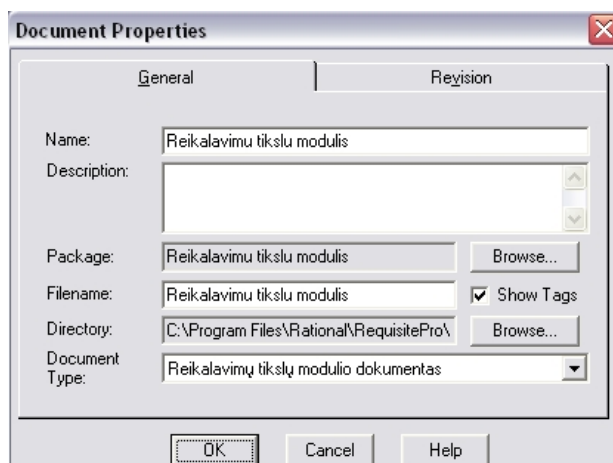 Document Properties
General
Revision
Name: Reikalavimu tikslu modulis
Description:
Package: Reikalavimu tikslu modulis Browse...
Filename: Reikalavimu tikslu modulis Show Tags
Directory: C:\Program Files\Rational\RequisitePro\ Browse...
Document
Type: Reikalavimų tikslų modulio dokumentas
OK Cancel Help